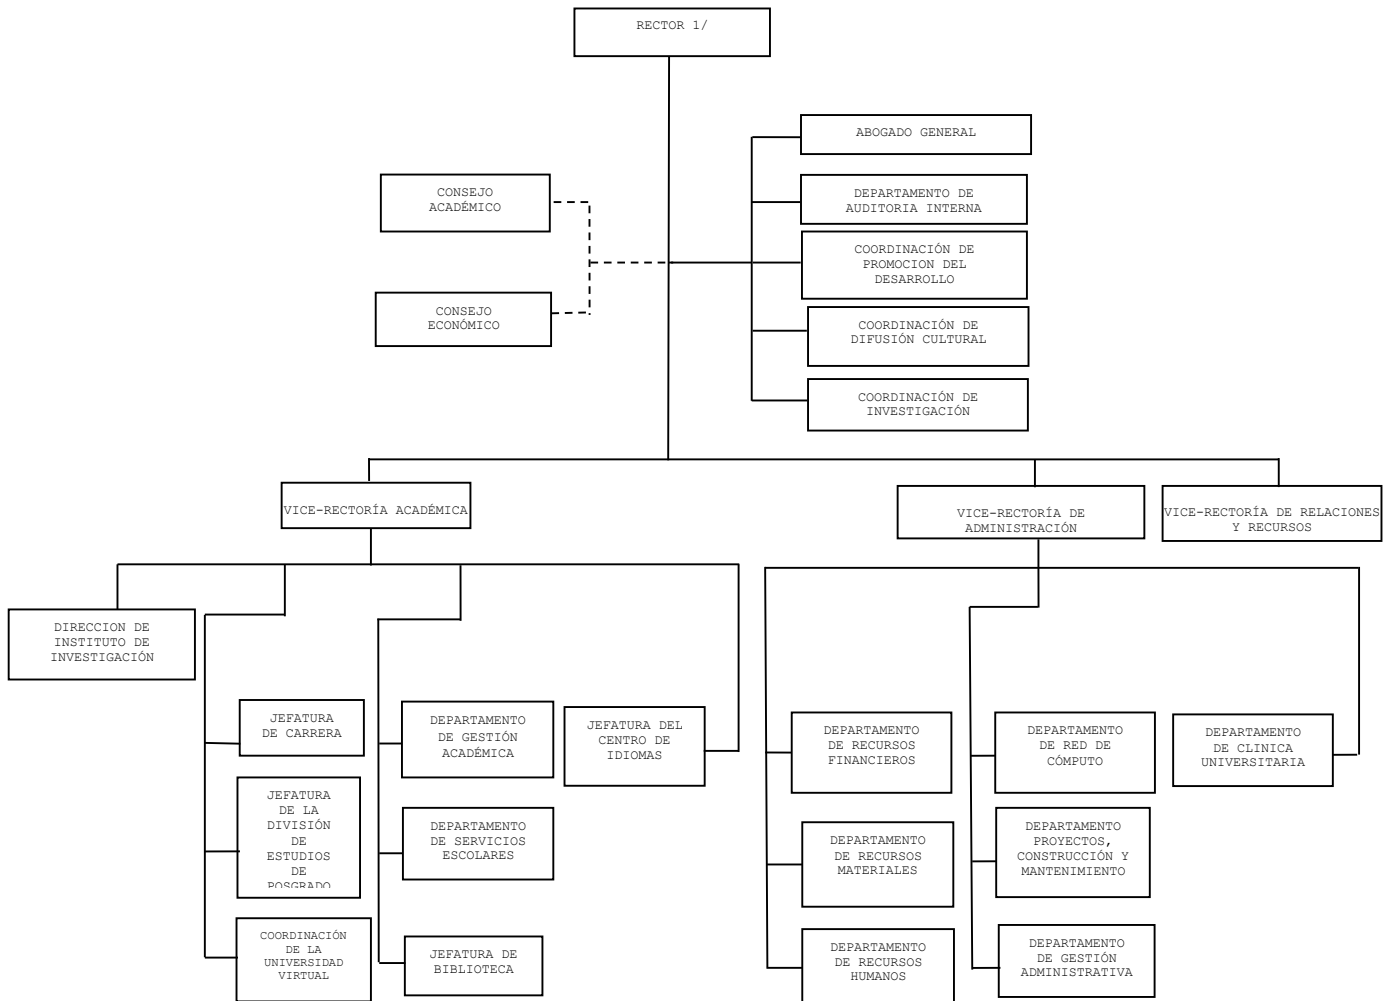 RECTOR 1/
ABOGADO GENERAL
CONSEJO
ACADÉMICO
DEPARTAMENTO DE
AUDITORIA INTERNA
COORDINACIÓN DE
PROMOCION DEL
DESARROLLO
CONSEJO
ECONÓMICO
COORDINACIÓN DE
DIFUSIÓN CULTURAL
COORDINACIÓN DE
INVESTIGACIÓN
VICE-RECTORÍA ACADÉMICA
VICE-RECTORÍA DE
ADMINISTRACIÓN
VICE-RECTORÍA DE RELACIONES
Y RECURSOS
DIRECCION DE
INSTITUTO DE
INVESTIGACIÓN
JEFATURA
DE CARRERA
DEPARTAMENTO
DE GESTIÓN
ACADÉMICA
JEFATURA DEL
CENTRO DE
IDIOMAS
DEPARTAMENTO
DE RECURSOS
FINANCIEROS
DEPARTAMENTO
DE RED DE
CÓMPUTO
DEPARTAMENTO
DE CLINICA
UNIVERSITARIA
JEFATURA
DE LA
DIVISIÓN
DE
ESTUDIOS
DE
POSGRADO
DEPARTAMENTO
DE SERVICIOS
ESCOLARES
DEPARTAMENTO
DE RECURSOS
MATERIALES
DEPARTAMENTO
PROYECTOS,
CONSTRUCCIÓN Y
MANTENIMIENTO
COORDINACIÓN
DE LA
UNIVERSIDAD
VIRTUAL
JEFATURA DE
BIBLIOTECA
DEPARTAMENTO
DE RECURSOS
HUMANOS
DEPARTAMENTO
DE GESTIÓN
ADMINISTRATIVA